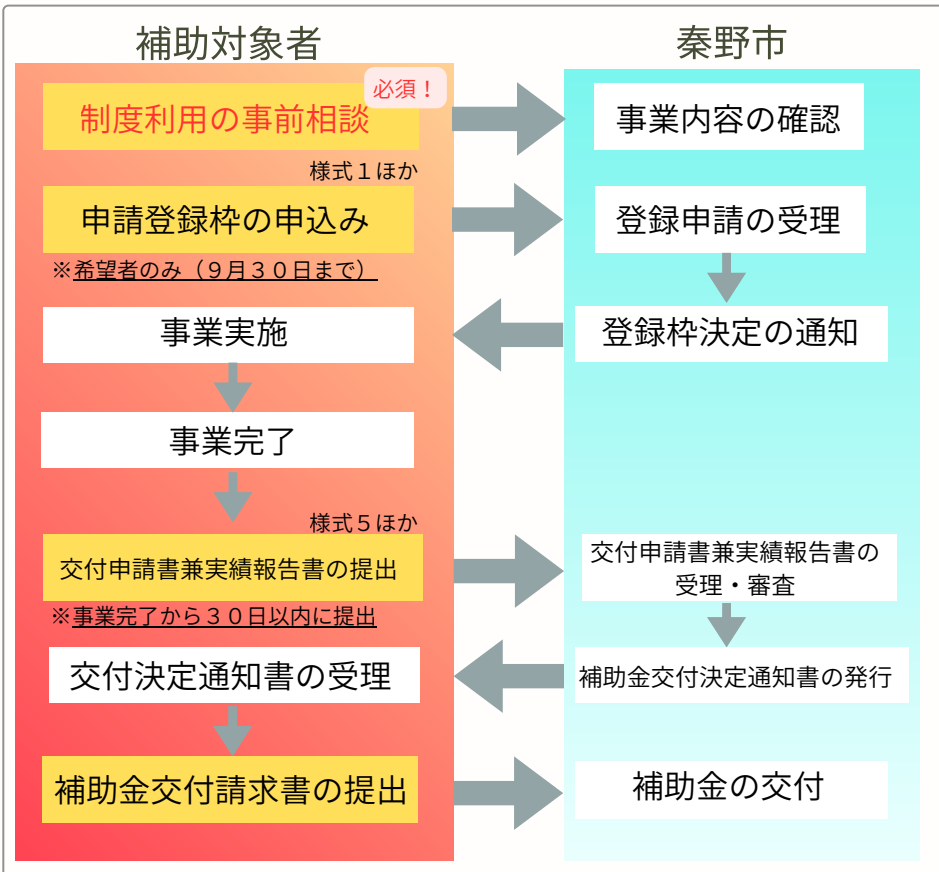 補助対象者
秦野市
必須！
制度利用の事前相談
事業内容の確認
様式１ほか
申請登録枠の申込み
登録申請の受理
※希望者のみ（９月３０日まで）
事業実施
登録枠決定の通知
事業完了
様式５ほか
交付申請書兼実績報告書の提出
交付申請書兼実績報告書の
受理・審査
※事業完了から３０日以内に提出
交付決定通知書の受理
補助金交付決定通知書の発行
補助金交付請求書の提出
補助金の交付